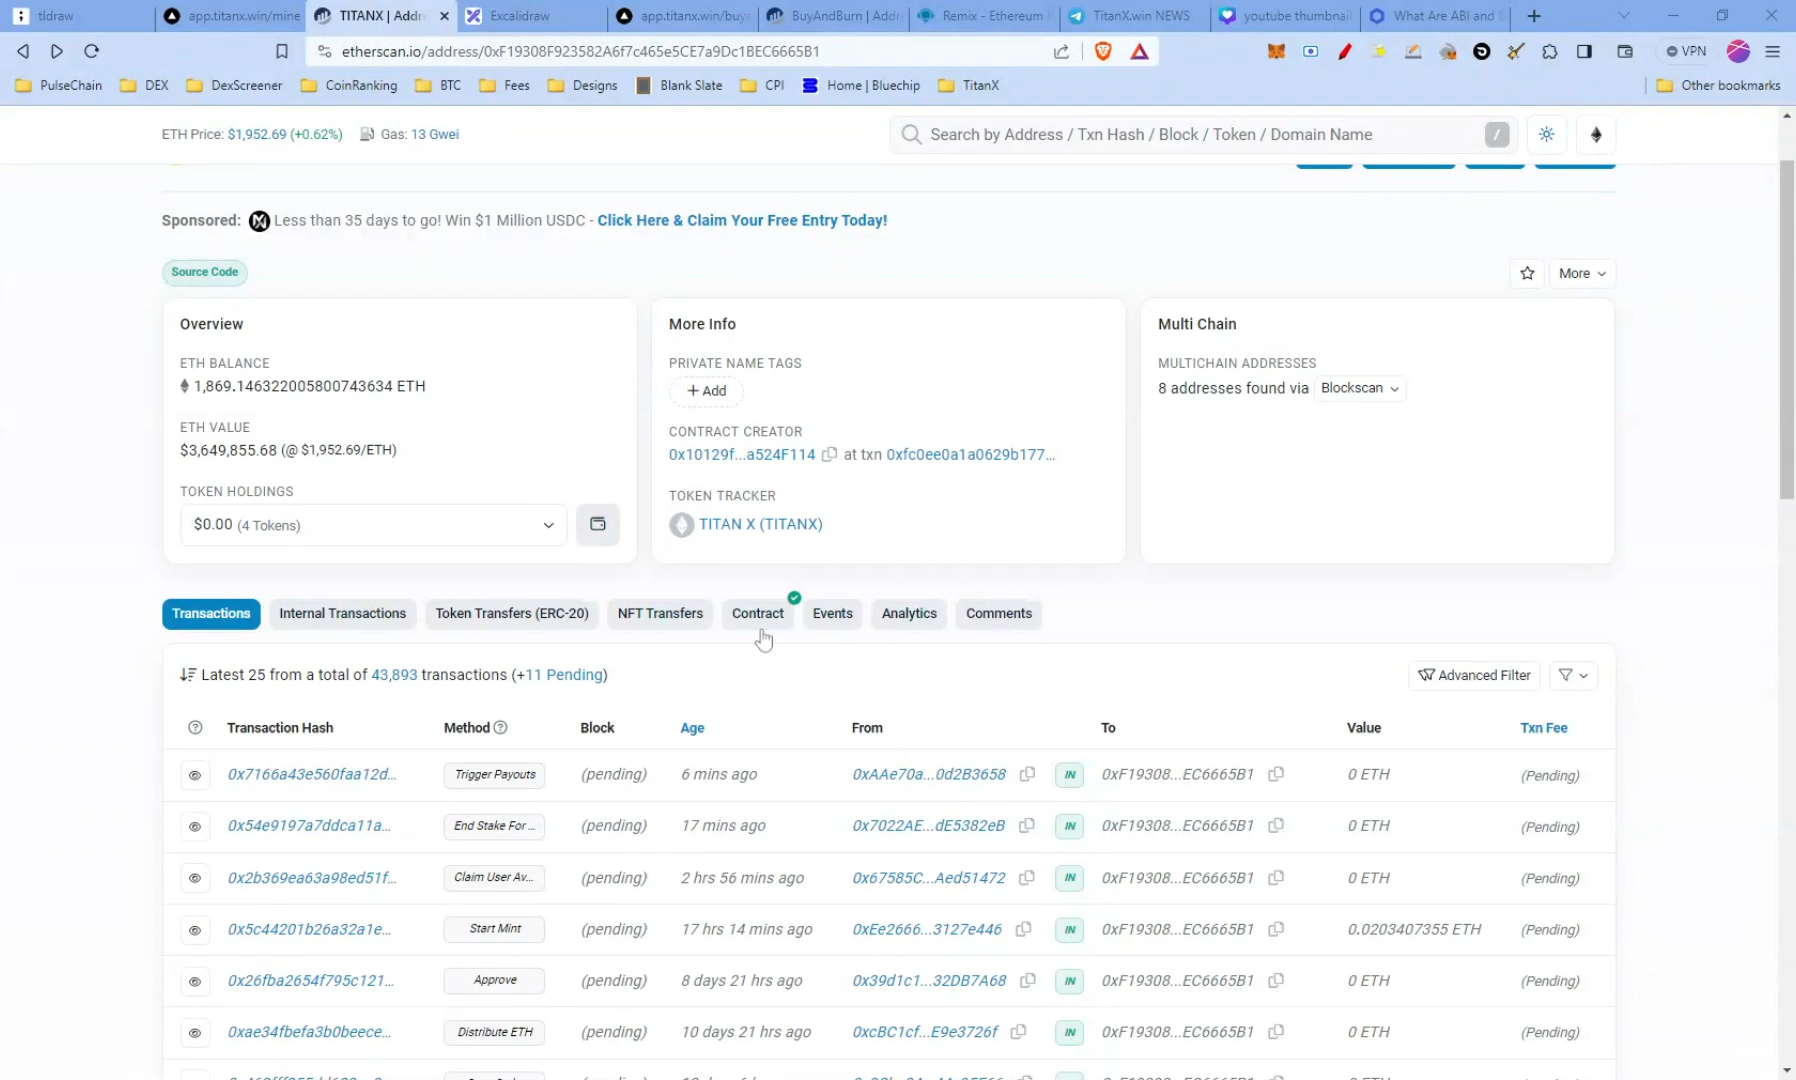 tldraw
app.titanx.win/mine
TITANX | Addr
Excalidraw
app.titanx.win/buya
BuyAndBurn | Add
Remix - Ethereum
TitanX.win NEWS
youtube thumbnail
What Are ABI and
etherscan.io/address/0xF19308F923582A6f7c465e5CE7a9Dc1BEC6665B1
VPN
PulseChain
DEX
DexScreener
CoinRanking
BTC
Fees
Designs
Blank Slate
CPI
Home | Bluechip
TitanX
Other bookmarks
ETH Price: $1,952.69 (+0.62%) Gas: 13 Gwei
Search by Address / Txn Hash / Block / Token / Domain Name
/
Sponsored: Less than 35 days to go! Win $1 Million USDC - Click Here & Claim Your Free Entry Today!
Source Code
More
Overview
ETH BALANCE
1,869.146322005800743634 ETH
ETH VALUE
$3,649,855.68 (@ $1,952.69/ETH)
TOKEN HOLDINGS
$0.00 (4 Tokens)
More Info
PRIVATE NAME TAGS
+ Add
CONTRACT CREATOR
0x10129f...a524F114 at txn 0xfc0ee0a1a0629b177...
TOKEN TRACKER
TITAN X (TITANX)
Multi Chain
MULTICHAIN ADDRESSES
8 addresses found via Blockscan
Transactions
Internal Transactions
Token Transfers (ERC-20)
NFT Transfers
Contract
Events
Analytics
Comments
Latest 25 from a total of 43,893 transactions (+11 Pending)
Advanced Filter
Transaction Hash Method Block Age From To Value Txn Fee
0x7166a43e560faa12d... Trigger Payouts (pending) 6 mins ago 0xAAe70a...0d2B3658 IN 0xF19308...EC6665B1 0 ETH (Pending)
0x54e9197a7ddca11a... End Stake For ... (pending) 17 mins ago 0x7022AE...dE5382eB IN 0xF19308...EC6665B1 0 ETH (Pending)
0x2b369ea63a98ed51f... Claim User Av... (pending) 2 hrs 56 mins ago 0x67585C...Aed51472 IN 0xF19308...EC6665B1 0 ETH (Pending)
0x5c44201b26a32a1e... Start Mint (pending) 17 hrs 14 mins ago 0xEe2666...3127e446 IN 0xF19308...EC6665B1 0.0203407355 ETH (Pending)
0x26fba2654f795c121... Approve (pending) 8 days 21 hrs ago 0x39d1c1...32DB7A68 IN 0xF19308...EC6665B1 0 ETH (Pending)
0xae34fbefa3b0beece... Distribute ETH (pending) 10 days 21 hrs ago 0xcBC1cf...E9e3726f IN 0xF19308...EC6665B1 0 ETH (Pending)